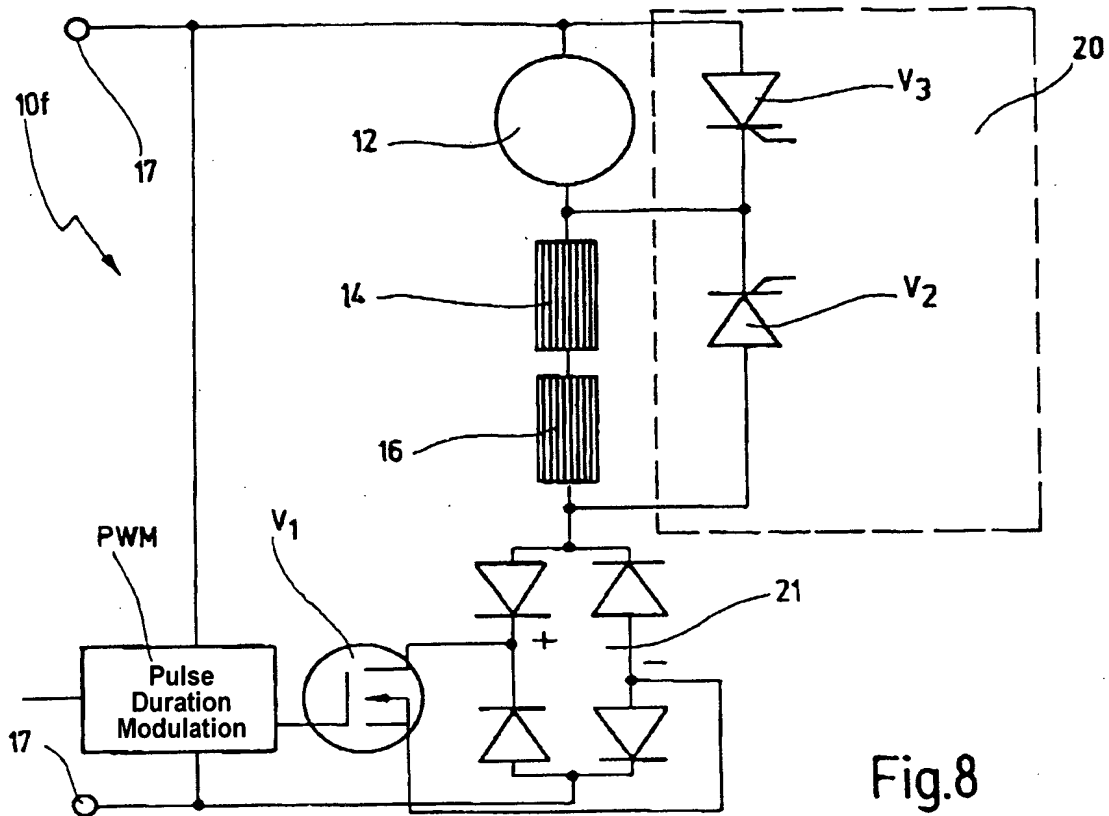 10f
17
12
V3
20
14
V2
16
V1
PWM
21
+
−
Pulse
Duration
Modulation
17
Fig.8